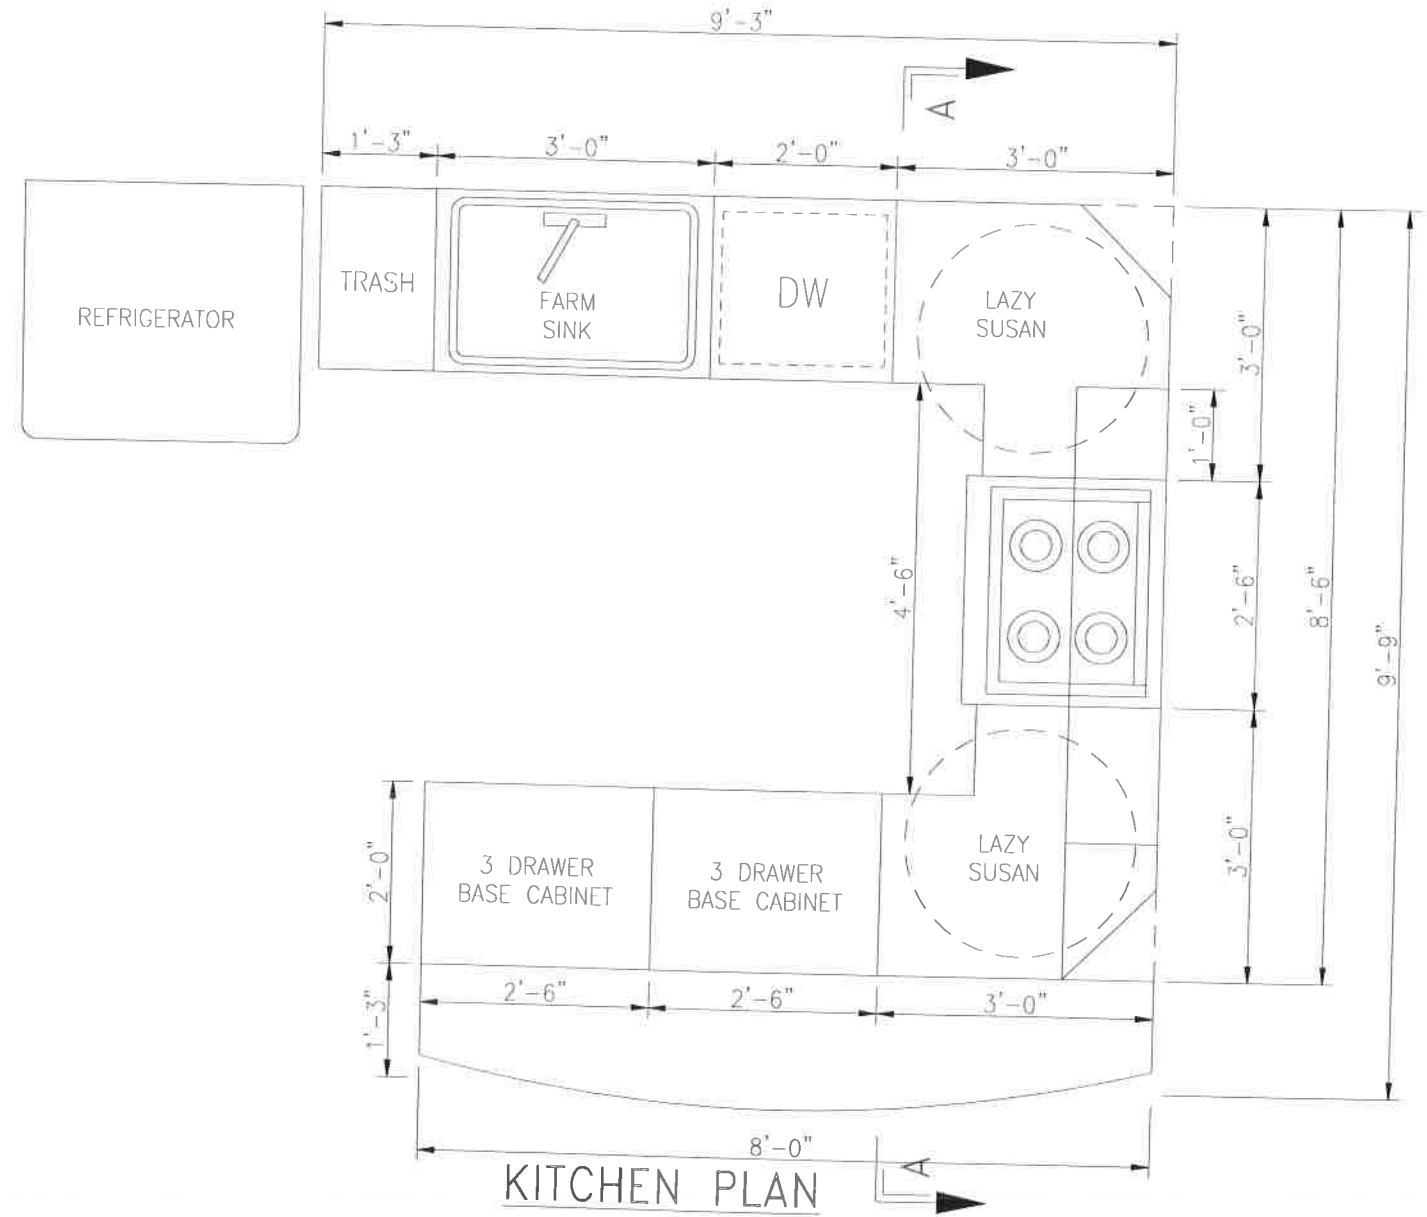 9'-3"
A
1'-3"
3'-0"
2'-0"
3'-0"
REFRIGERATOR
TRASH
FARM
SINK
DW
LAZY
SUSAN
3'-0"
1'-0"
4'-6"
2'-6"
8'-6"
9'-9"
3'-0"
2'-0"
3 DRAWER
BASE CABINET
3 DRAWER
BASE CABINET
LAZY
SUSAN
1'-3"
2'-6"
2'-6"
3'-0"
8'-0"
A
KITCHEN PLAN